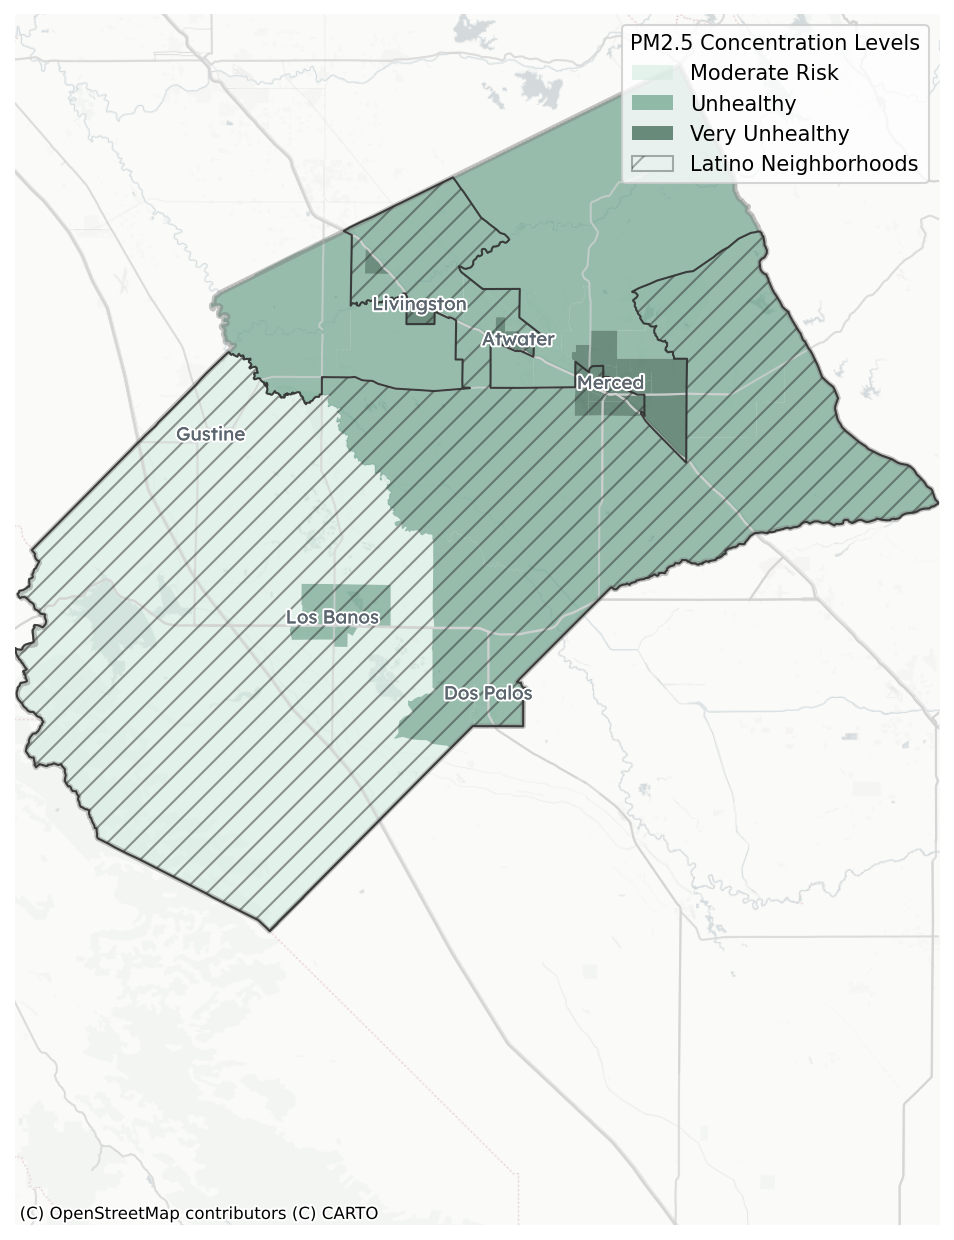 PM2.5 Concentration Levels
Moderate Risk
Unhealthy
Very Unhealthy
Latino Neighborhoods
Livingston
Atwater
Merced
Gustine
Los Banos
Dos Palos
(C) OpenStreetMap contributors (C) CARTO